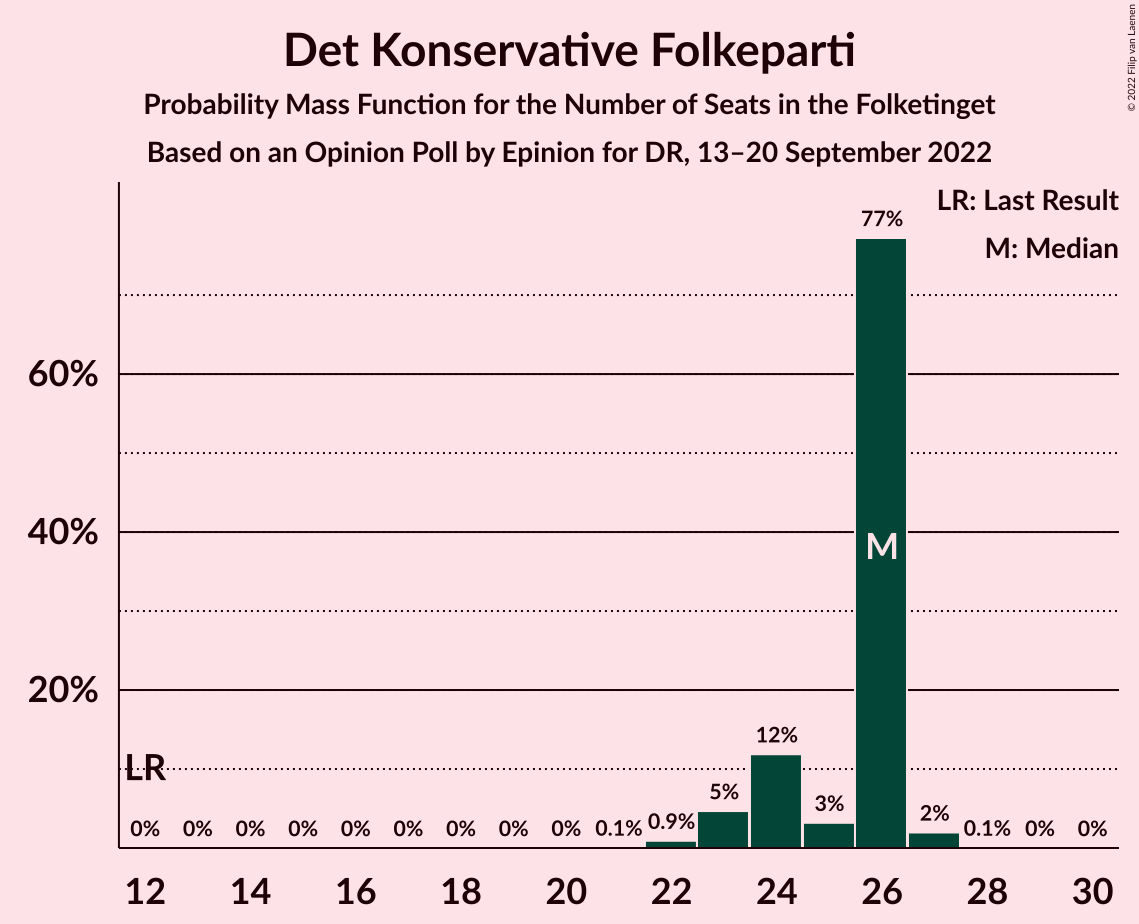 Det Konservative Folkeparti
Probability Mass Function for the Number of Seats in the Folketinget
Based on an Opinion Poll by Epinion for DR, 13–20 September 2022
© 2022 Filip van Laenen
LR: Last Result
M: Median
77%
60%
40%
M
20%
12%
LR
5%
3%
2%
0% 0% 0% 0% 0% 0% 0% 0% 0% 0.1% 0.9% 0.1% 0% 0%
12 14 16 18 20 22 24 26 28 30